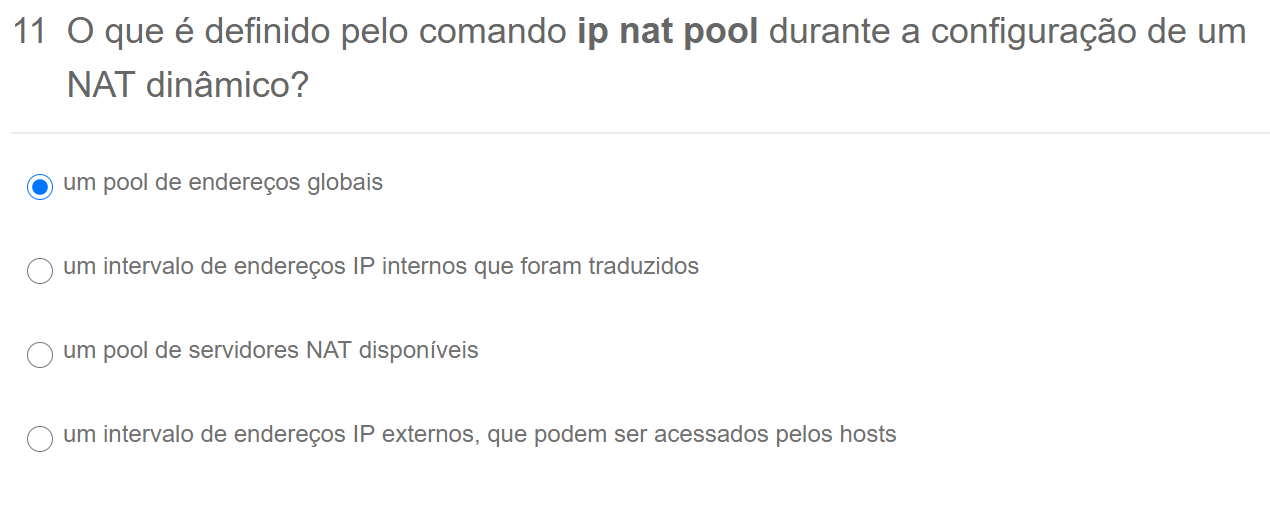 11 O que é definido pelo comando ip nat pool durante a configuração de um
NAT dinâmico?
um pool de endereços globais
um intervalo de endereços IP internos que foram traduzidos
um pool de servidores NAT disponíveis
um intervalo de endereços IP externos, que podem ser acessados pelos hosts